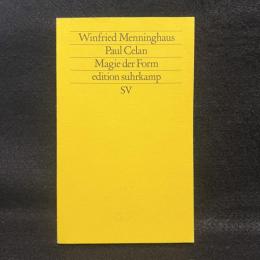 Winfried Menninghaus
Paul Celan
Magie der Form
edition suhrkamp
SV